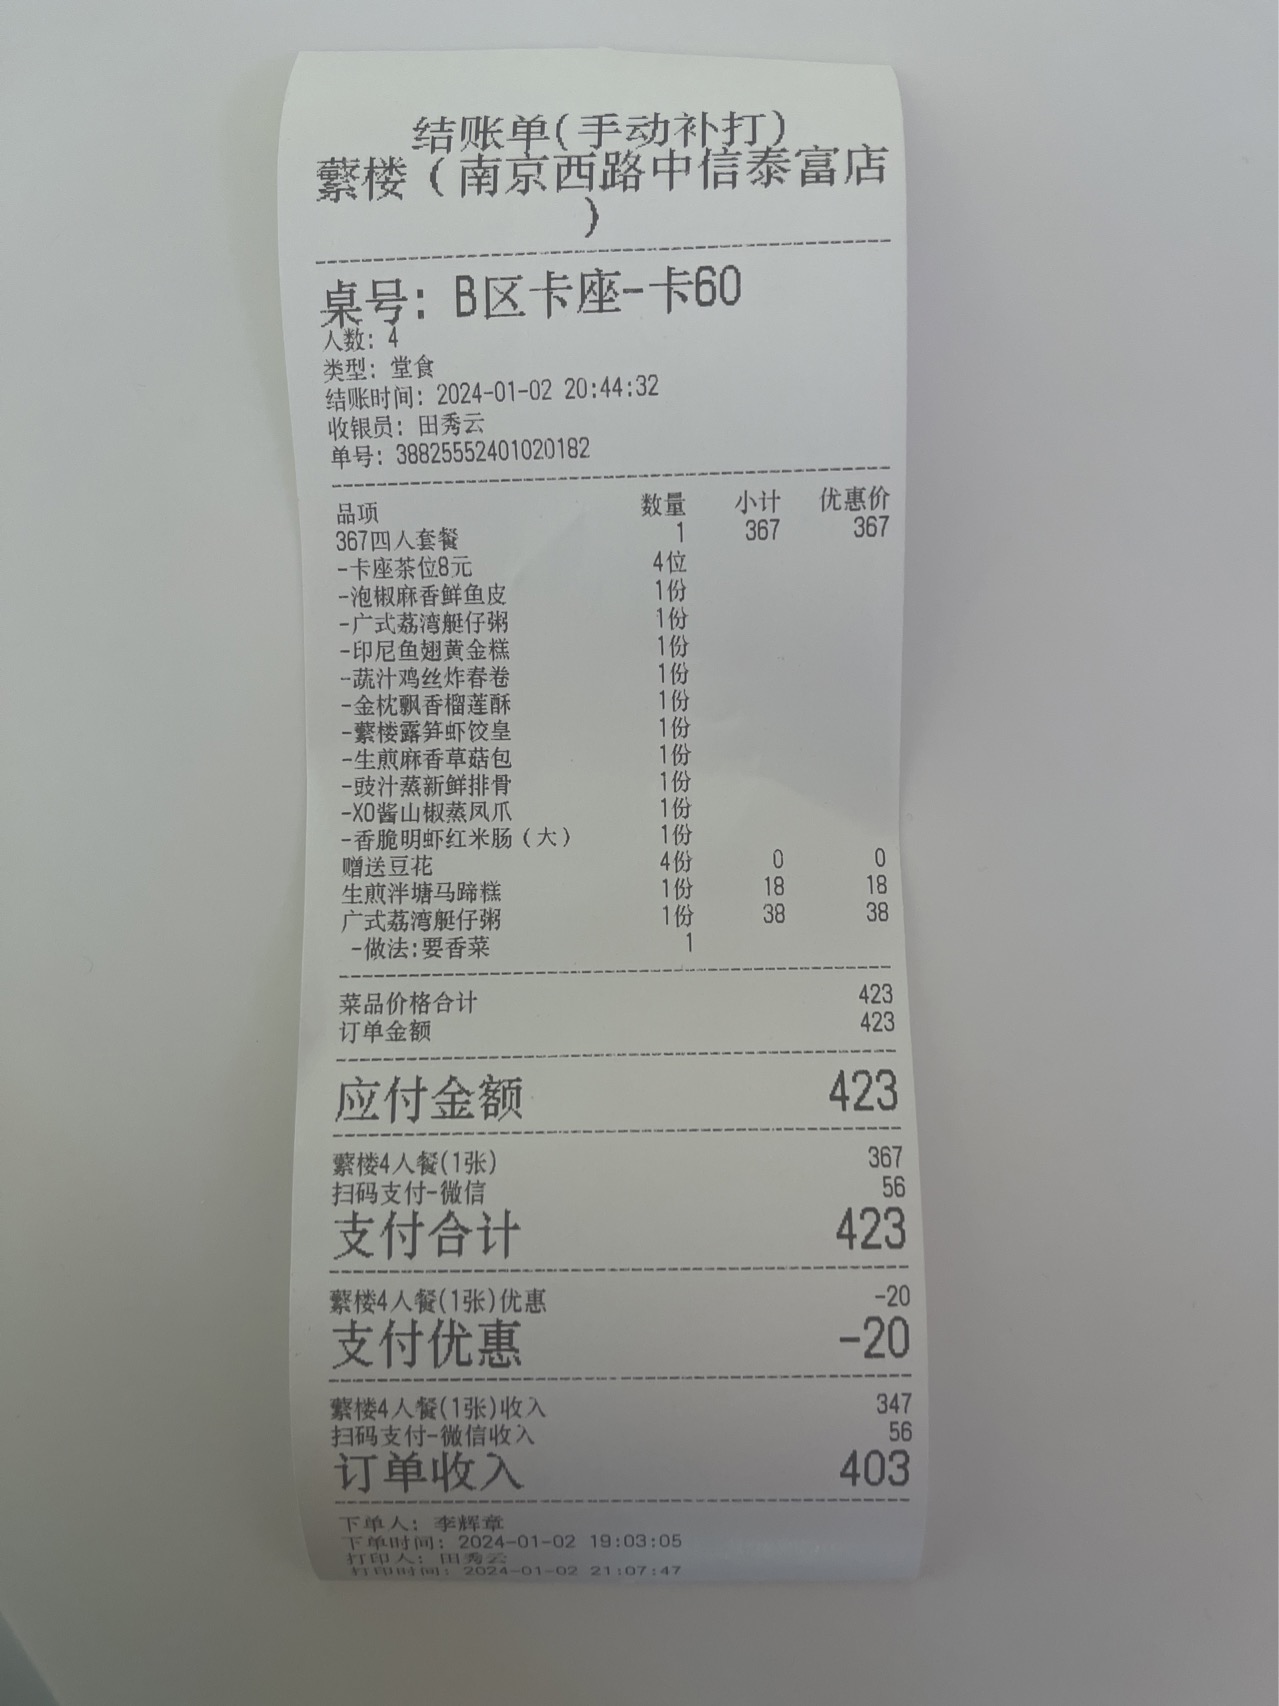 结账单(手动补打)
蘩楼（南京西路中信泰富店
）
桌号: B区卡座-卡60
人数: 4
类型: 堂食
结账时间: 2024-01-02 20:44:32
收银员: 田秀云
单号: 38825552401020182
品项 数量 小计 优惠价
367四人套餐 1 367 367
-卡座茶位8元 4位
-泡椒麻香鲜鱼皮 1份
-广式荔湾艇仔粥 1份
-印尼鱼翅黄金糕 1份
-蔬汁鸡丝炸春卷 1份
-金枕飘香榴莲酥 1份
-蘩楼露笋虾饺皇 1份
-生煎麻香草菇包 1份
-豉汁蒸新鲜排骨 1份
-XO酱山椒蒸凤爪 1份
-香脆明虾红米肠（大） 1份
赠送豆花 4份 0 0
生煎泮塘马蹄糕 1份 18 18
广式荔湾艇仔粥 1份 38 38
-做法:要香菜 1
菜品价格合计 423
订单金额 423
应付金额 423
蘩楼4人餐(1张) 367
扫码支付-微信 56
支付合计 423
蘩楼4人餐(1张)优惠 -20
支付优惠 -20
蘩楼4人餐(1张)收入 347
扫码支付-微信收入 56
订单收入 403
下单人: 李辉章
下单时间: 2024-01-02 19:03:05
打印人: 田秀云
打印时间: 2024-01-02 21:07:47